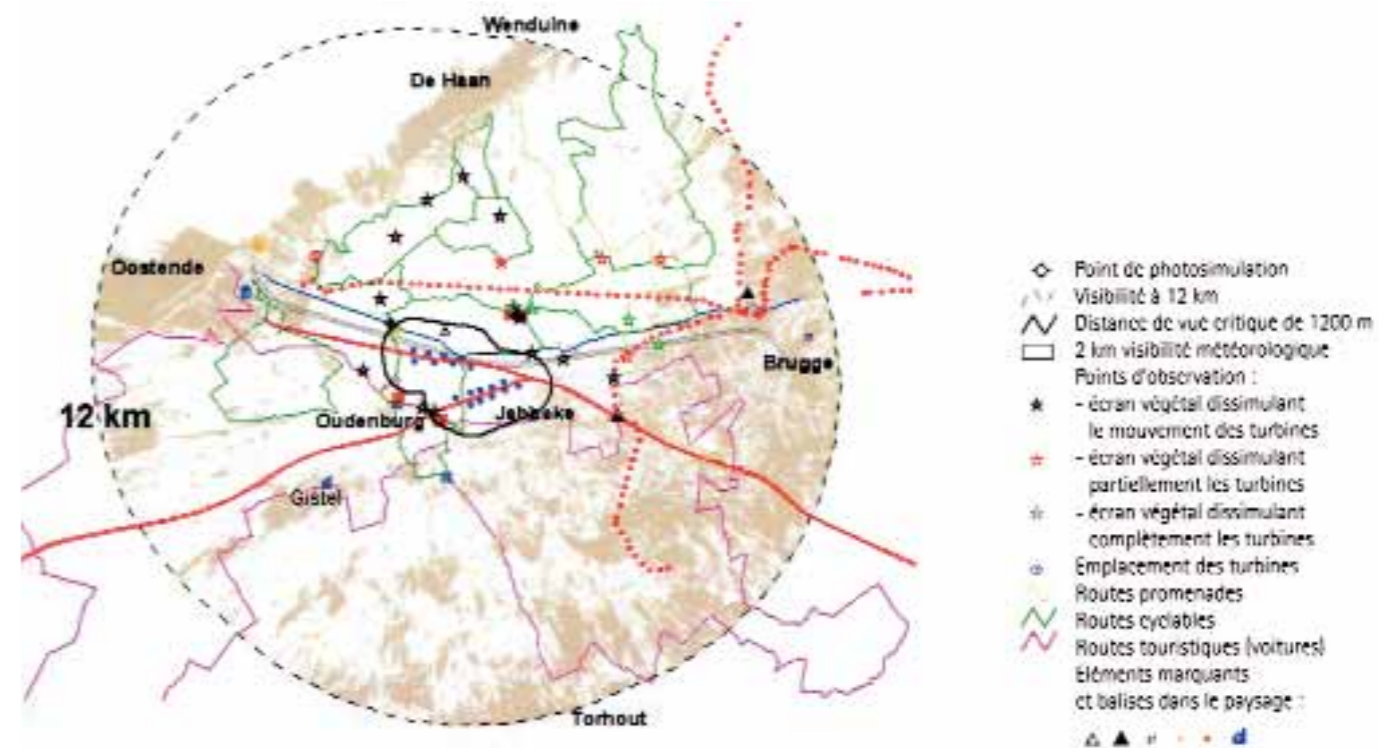 Wenduine
De Haan
Oostende
Brugge
12 km
Oudenburg
Jabbeke
Gistel
Torhout
Point de photosimulation
Visibilité à 12 km
Distance de vue critique de 1200 m
2 km visibilité météorologique
Points d'observation :
- écran végétal dissimulant
le mouvement des turbines
- écran végétal dissimulant
partiellement les turbines
- écran végétal dissimulant
complètement les turbines
Emplacement des turbines
Routes promenades
Routes cyclables
Routes touristiques (voitures)
Eléments marquants
et balises dans le paysage :